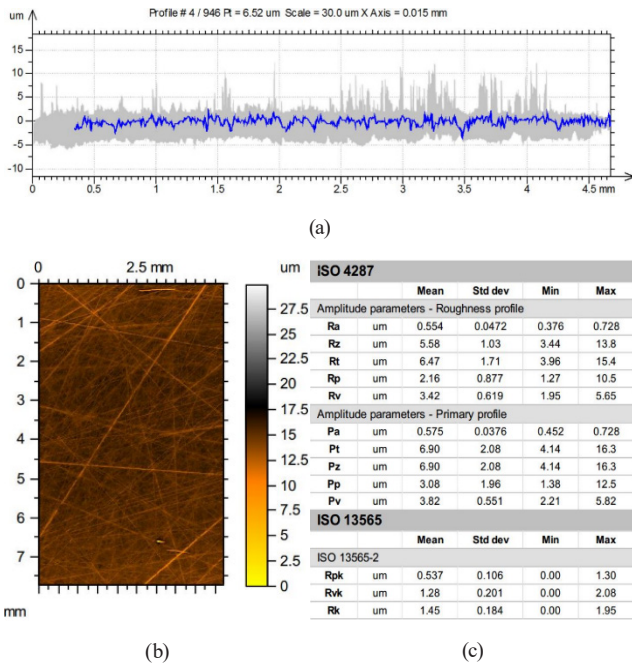 um Profile # 4 / 946 Pt = 6.52 um Scale = 30.0 um X Axis = 0.015 mm
15
10
5
0
-5
-10
0 0.5 1 1.5 2 2.5 3 3.5 4 4.5 mm
(a)
0 2.5 mm um
0
1
2
3
4
5
6
7
mm
27.5
25
22.5
20
17.5
15
12.5
10
7.5
5
2.5
0
(b)
ISO 4287
Mean Std dev Min Max
Amplitude parameters - Roughness profile
Ra um 0.554 0.0472 0.376 0.728
Rz um 5.58 1.03 3.44 13.8
Rt um 6.47 1.71 3.96 15.4
Rp um 2.16 0.877 1.27 10.5
Rv um 3.42 0.619 1.95 5.65
Amplitude parameters - Primary profile
Pa um 0.575 0.0376 0.452 0.728
Pt um 6.90 2.08 4.14 16.3
Pz um 6.90 2.08 4.14 16.3
Pp um 3.08 1.96 1.38 12.5
Pv um 3.82 0.551 2.21 5.82
ISO 13565
Mean Std dev Min Max
ISO 13565-2
Rpk um 0.537 0.106 0.00 1.30
Rvk um 1.28 0.201 0.00 2.08
Rk um 1.45 0.184 0.00 1.95
(c)